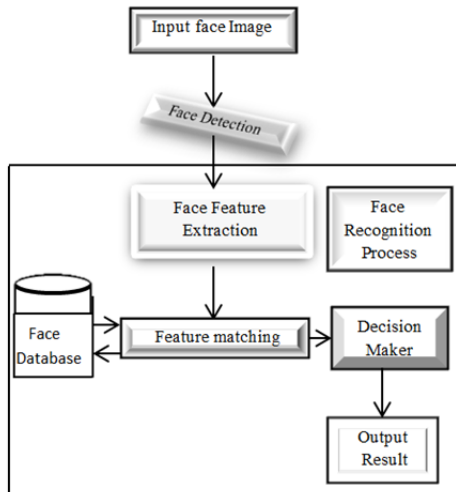 Input face Image
Face Detection
Face Feature
Extraction
Face
Recognition
Process
Face
Database
Feature matching
Decision
Maker
Output
Result